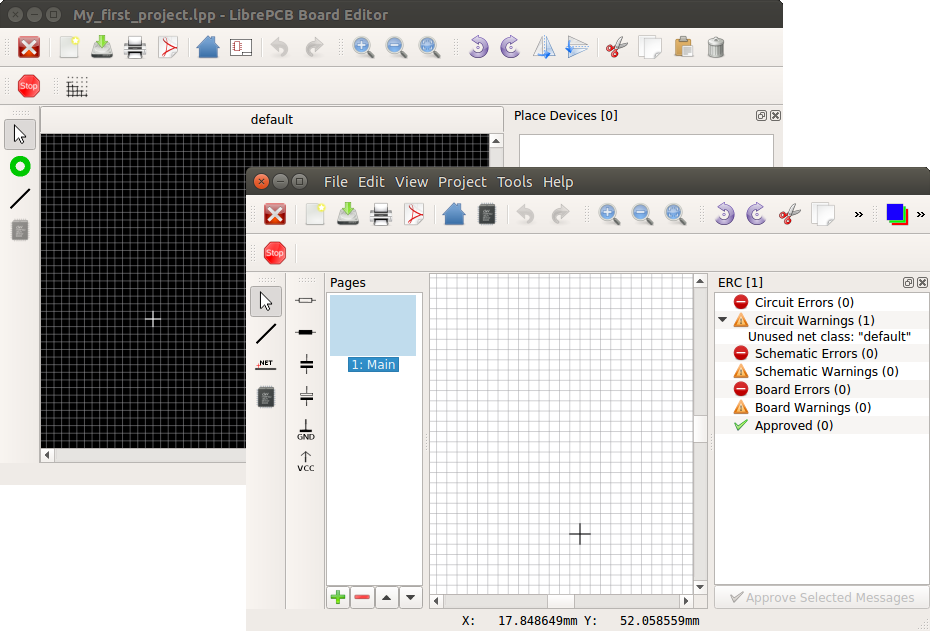 My_first_project.lpp - LibrePCB Board Editor
Stop
default
Place Devices [0]
File Edit View Project Tools Help
» »
Stop
Pages
1: Main
.NET
GND
VCC
ERC [1]
Circuit Errors (0)
Circuit Warnings (1)
Unused net class: "default"
Schematic Errors (0)
Schematic Warnings (0)
Board Errors (0)
Board Warnings (0)
Approved (0)
Approve Selected Messages
X: 17.848649mm Y: 52.058559mm